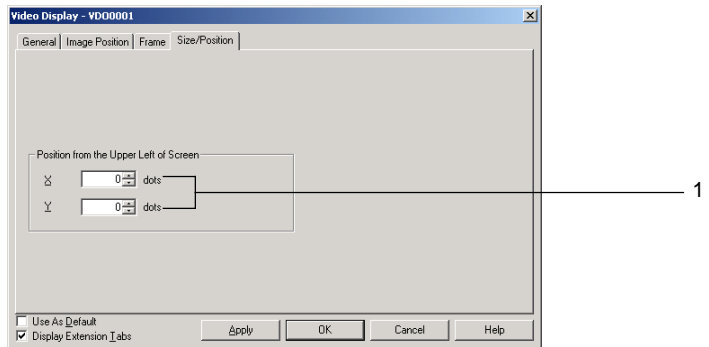 Video Display - VDO0001
General Image Position Frame Size/Position
Position from the Upper Left of Screen
X 0 dots
Y 0 dots
1
Use As Default
Display Extension Tabs
Apply OK Cancel Help